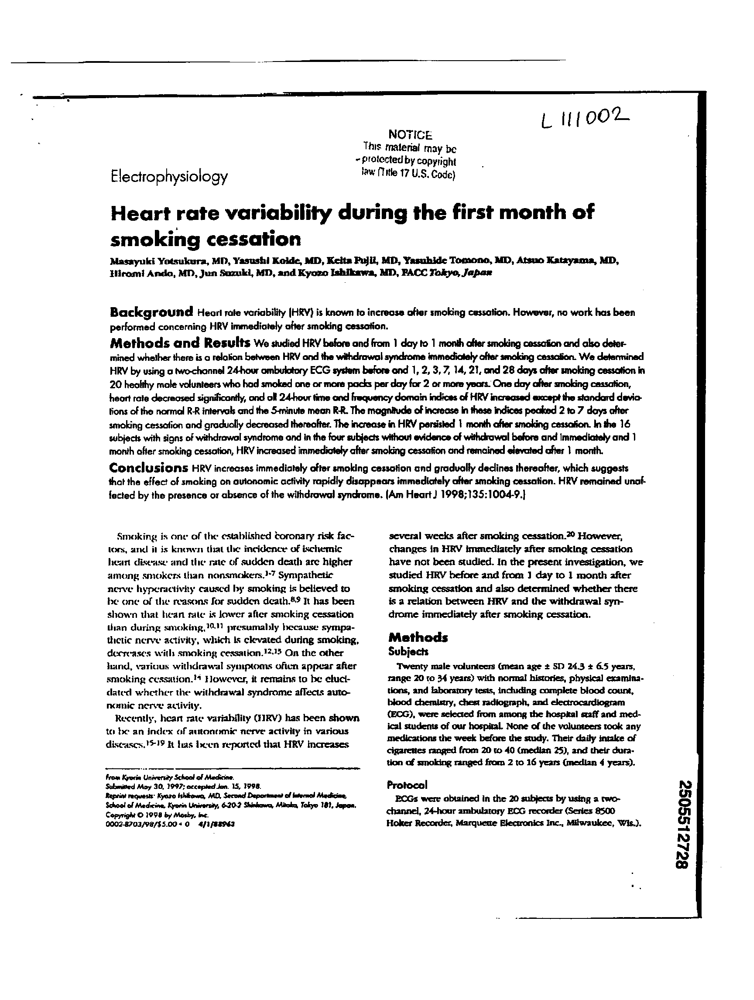 L 111002
NOTICE
This material may be
protected by copyright
law (Title 17 U.S. Code)
Electrophysiology
Heart rate variability during the first month of
smoking cessation
Masayuki Yotsukura, MD, Yasushi Koide, MD, Keita Fujii, MD, Yasuhide Tomono, MD, Atsuo Katayama, MD,
Hiromi Ando, MD, Jun Suzuki, MD, and Kyozo Ishikawa, MD, FACC Tokyo, Japan
Background Heart rate variability (HRV) is known to increase after smoking cessation. However, no work has been
performed concerning HRV immediately after smoking cessation.
Methods and Results We studied HRV before and from 1 day to 1 month after smoking cessation and also deter-
mined whether there is a relation between HRV and the withdrawal syndrome immediately after smoking cessation. We determined
HRV by using a two-channel 24-hour ambulatory ECG system before and 1, 2, 3, 7, 14, 21, and 28 days after smoking cessation in
20 healthy male volunteers who had smoked one or more packs per day for 2 or more years. One day after smoking cessation,
heart rate decreased significantly, and all 24-hour time and frequency domain indices of HRV increased except the standard devia-
tions of the normal R-R intervals and the 5-minute mean R-R. The magnitude of increase in these indices peaked 2 to 7 days after
smoking cessation and gradually decreased thereafter. The increase in HRV persisted 1 month after smoking cessation. In the 16
subjects with signs of withdrawal syndrome and in the four subjects without evidence of withdrawal before and immediately and 1
month after smoking cessation, HRV increased immediately after smoking cessation and remained elevated after 1 month.
Conclusions HRV increases immediately after smoking cessation and gradually declines thereafter, which suggests
that the effect of smoking on autonomic activity rapidly disappears immediately after smoking cessation. HRV remained unaf-
fected by the presence or absence of the withdrawal syndrome. (Am Heart J 1998;135:1004-9.)
Smoking is one of the established coronary risk fac-
tors, and it is known that the incidence of ischemic
heart disease and the rate of sudden death are higher
among smokers than nonsmokers.1-7 Sympathetic
nerve hyperactivity caused by smoking is believed to
be one of the reasons for sudden death.8,9 It has been
shown that heart rate is lower after smoking cessation
than during smoking,10,11 presumably because sympa-
thetic nerve activity, which is elevated during smoking,
decreases with smoking cessation.12,13 On the other
hand, various withdrawal symptoms often appear after
smoking cessation.14 However, it remains to be eluci-
dated whether the withdrawal syndrome affects auto-
nomic nerve activity.
Recently, heart rate variability (HRV) has been shown
to be an index of autonomic nerve activity in various
diseases.15-19 It has been reported that HRV increases
From Kyorin University School of Medicine.
Submitted May 30, 1997; accepted Jan. 15, 1998.
Reprint requests: Kyozo Ishikawa, MD, Second Department of Internal Medicine,
School of Medicine, Kyorin University, 6-20-2 Shinkawa, Mitaka, Tokyo 181, Japan.
Copyright © 1998 by Mosby, Inc.
0002-8703/98/$5.00 + 0 4/1/88963
several weeks after smoking cessation.20 However,
changes in HRV immediately after smoking cessation
have not been studied. In the present investigation, we
studied HRV before and from 1 day to 1 month after
smoking cessation and also determined whether there
is a relation between HRV and the withdrawal syn-
drome immediately after smoking cessation.
Methods
Subjects
Twenty male volunteers (mean age ± SD 24.3 ± 6.5 years,
range 20 to 34 years) with normal histories, physical examina-
tions, and laboratory tests, including complete blood count,
blood chemistry, chest radiograph, and electrocardiogram
(ECG), were selected from among the hospital staff and med-
ical students of our hospital. None of the volunteers took any
medications the week before the study. Their daily intake of
cigarettes ranged from 20 to 40 (median 25), and their dura-
tion of smoking ranged from 2 to 16 years (median 4 years).
Protocol
ECGs were obtained in the 20 subjects by using a two-
channel, 24-hour ambulatory ECG recorder (Series 8500
Holter Recorder, Marquette Electronics Inc., Milwaukee, Wis.).
2505512728